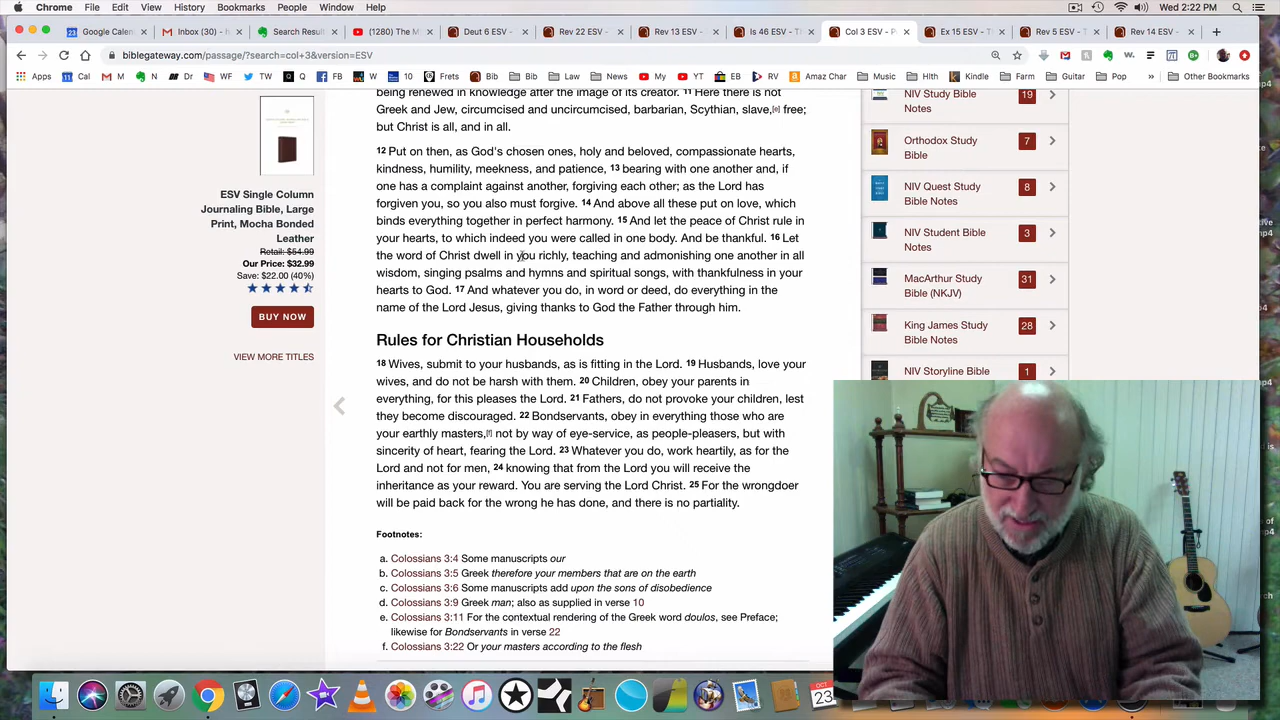 Chrome File Edit View History Bookmarks People Window Help Wed 2:22 PM
Google Calen Inbox (30) - Green Search Res (1280) The M Deut 6 ESV - Rev 22 ESV - Rev 13 ESV - Is 46 ESV - Th Col 3 ESV - P Ex 15 ESV - Th Rev 5 ESV - T Rev 14 ESV -
biblegateway.com/passage/?search=col+3&version=ESV
Apps Cal M N Dr WF TW Q FB 10 Frets Bib Bib Law News My YT EB RV Amaz Char Music Hlth Kindle Farm Guitar Pop » Other Bookmarks
being renewed in knowledge after the image of its creator. 11 Here there is not
Greek and Jew, circumcised and uncircumcised, barbarian, Scythian, slave,[e] free;
but Christ is all, and in all.
12 Put on then, as God's chosen ones, holy and beloved, compassionate hearts,
kindness, humility, meekness, and patience, 13 bearing with one another and, if
one has a complaint against another, forgiving each other; as the Lord has
forgiven you, so you also must forgive. 14 And above all these put on love, which
binds everything together in perfect harmony. 15 And let the peace of Christ rule in
your hearts, to which indeed you were called in one body. And be thankful. 16 Let
the word of Christ dwell in you richly, teaching and admonishing one another in all
wisdom, singing psalms and hymns and spiritual songs, with thankfulness in your
hearts to God. 17 And whatever you do, in word or deed, do everything in the
name of the Lord Jesus, giving thanks to God the Father through him.
Rules for Christian Households
18 Wives, submit to your husbands, as is fitting in the Lord. 19 Husbands, love your
wives, and do not be harsh with them. 20 Children, obey your parents in
everything, for this pleases the Lord. 21 Fathers, do not provoke your children, lest
they become discouraged. 22 Bondservants, obey in everything those who are
your earthly masters,[f] not by way of eye-service, as people-pleasers, but with
sincerity of heart, fearing the Lord. 23 Whatever you do, work heartily, as for the
Lord and not for men, 24 knowing that from the Lord you will receive the
inheritance as your reward. You are serving the Lord Christ. 25 For the wrongdoer
will be paid back for the wrong he has done, and there is no partiality.
Footnotes:
a. Colossians 3:4 Some manuscripts our
b. Colossians 3:5 Greek therefore your members that are on the earth
c. Colossians 3:6 Some manuscripts add upon the sons of disobedience
d. Colossians 3:9 Greek man; also as supplied in verse 10
e. Colossians 3:11 For the contextual rendering of the Greek word doulos, see Preface;
likewise for Bondservants in verse 22
f. Colossians 3:22 Or your masters according to the flesh
ESV Single Column
Journaling Bible, Large
Print, Mocha Bonded
Leather
Retail: $54.99
Our Price: $32.99
Save: $22.00 (40%)
BUY NOW
VIEW MORE TITLES
NIV Study Bible
Notes
19
Orthodox Study
Bible
7
NIV Quest Study
Bible Notes
8
NIV Student Bible
Notes
3
MacArthur Study
Bible (NKJV)
31
King James Study
Bible Notes
28
NIV Storyline Bible
1
OCT
23